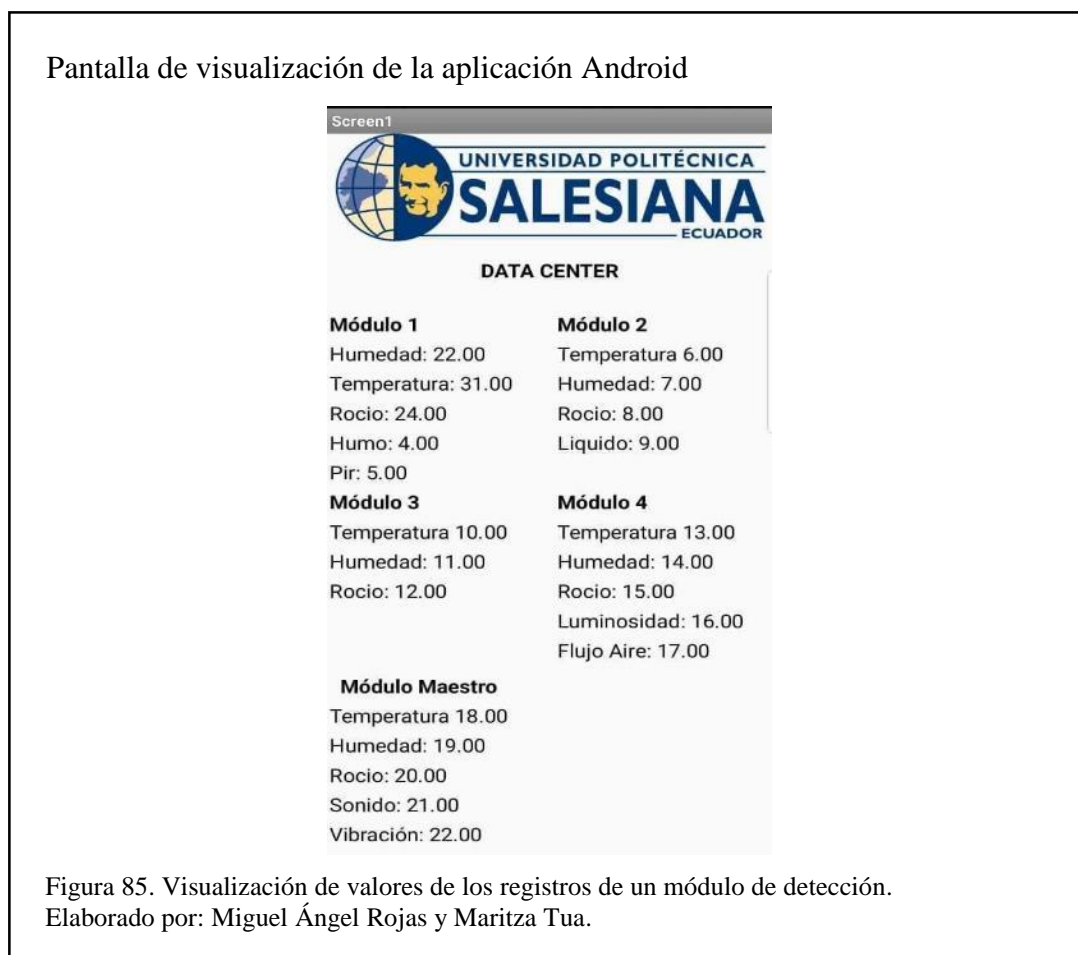 Pantalla de visualización de la aplicación Android
Screen1
UNIVERSIDAD POLITÉCNICA
SALESIANA
ECUADOR
DATA CENTER
Módulo 1
Humedad: 22.00
Temperatura: 31.00
Rocio: 24.00
Humo: 4.00
Pir: 5.00
Módulo 2
Temperatura 6.00
Humedad: 7.00
Rocio: 8.00
Liquido: 9.00
Módulo 3
Temperatura 10.00
Humedad: 11.00
Rocio: 12.00
Módulo 4
Temperatura 13.00
Humedad: 14.00
Rocio: 15.00
Luminosidad: 16.00
Flujo Aire: 17.00
Módulo Maestro
Temperatura 18.00
Humedad: 19.00
Rocio: 20.00
Sonido: 21.00
Vibración: 22.00
Figura 85. Visualización de valores de los registros de un módulo de detección.
Elaborado por: Miguel Ángel Rojas y Maritza Tua.